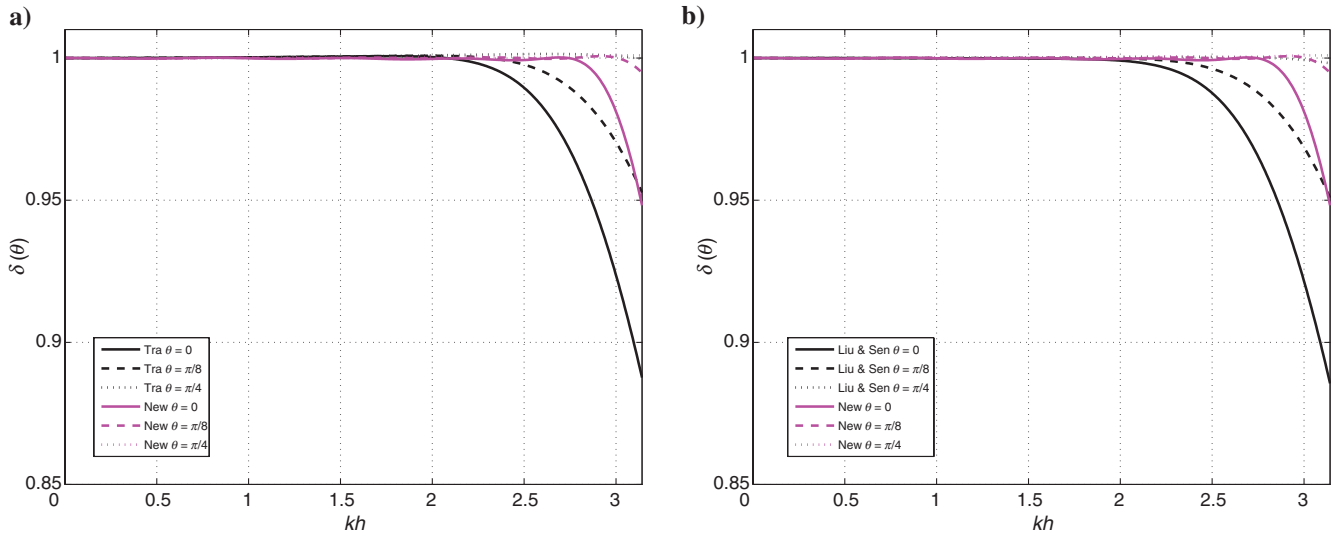 a)
1
0.95
0.9
0.85
δ (θ)
Tra θ = 0
Tra θ = π/8
Tra θ = π/4
New θ = 0
New θ = π/8
New θ = π/4
0 0.5 1 1.5 2 2.5 3
kh
b)
1
0.95
0.9
0.85
δ (θ)
Liu & Sen θ = 0
Liu & Sen θ = π/8
Liu & Sen θ = π/4
New θ = 0
New θ = π/8
New θ = π/4
0 0.5 1 1.5 2 2.5 3
kh